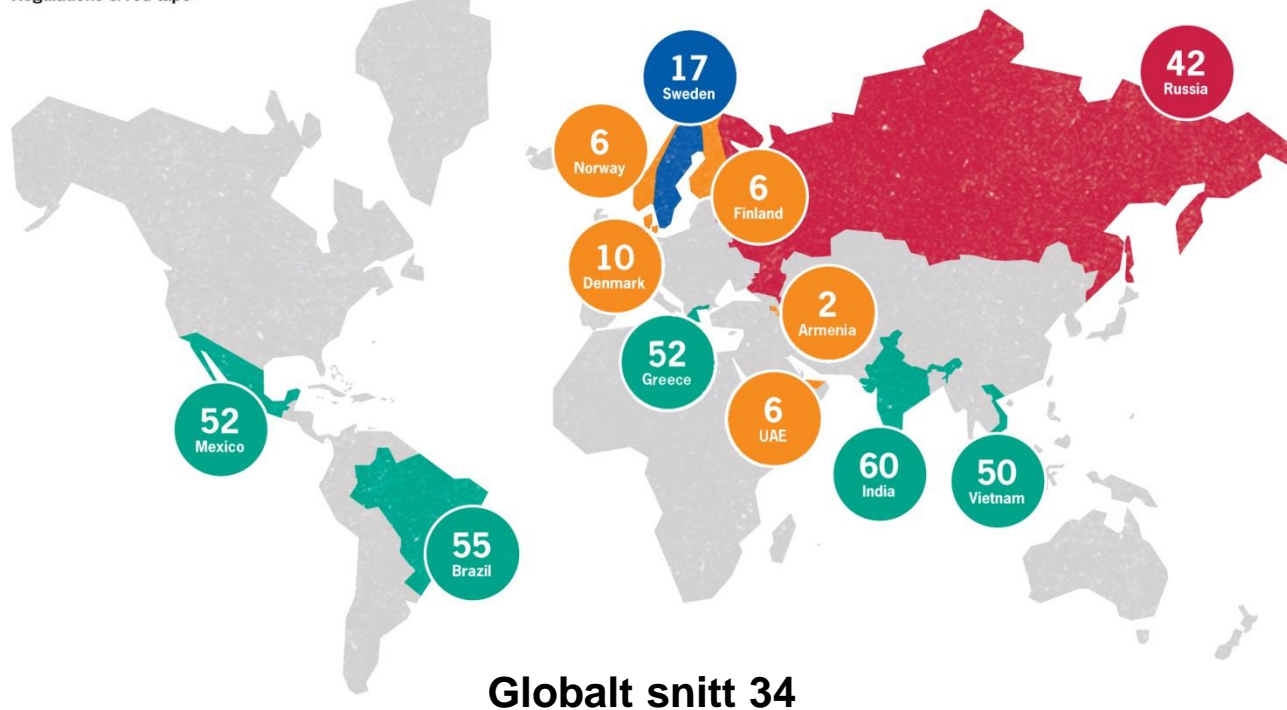 17
Sweden
42
Russia
6
Norway
6
Finland
10
Denmark
2
Armenia
52
Greece
6
UAE
52
Mexico
60
India
50
Vietnam
55
Brazil
Globalt snitt 34